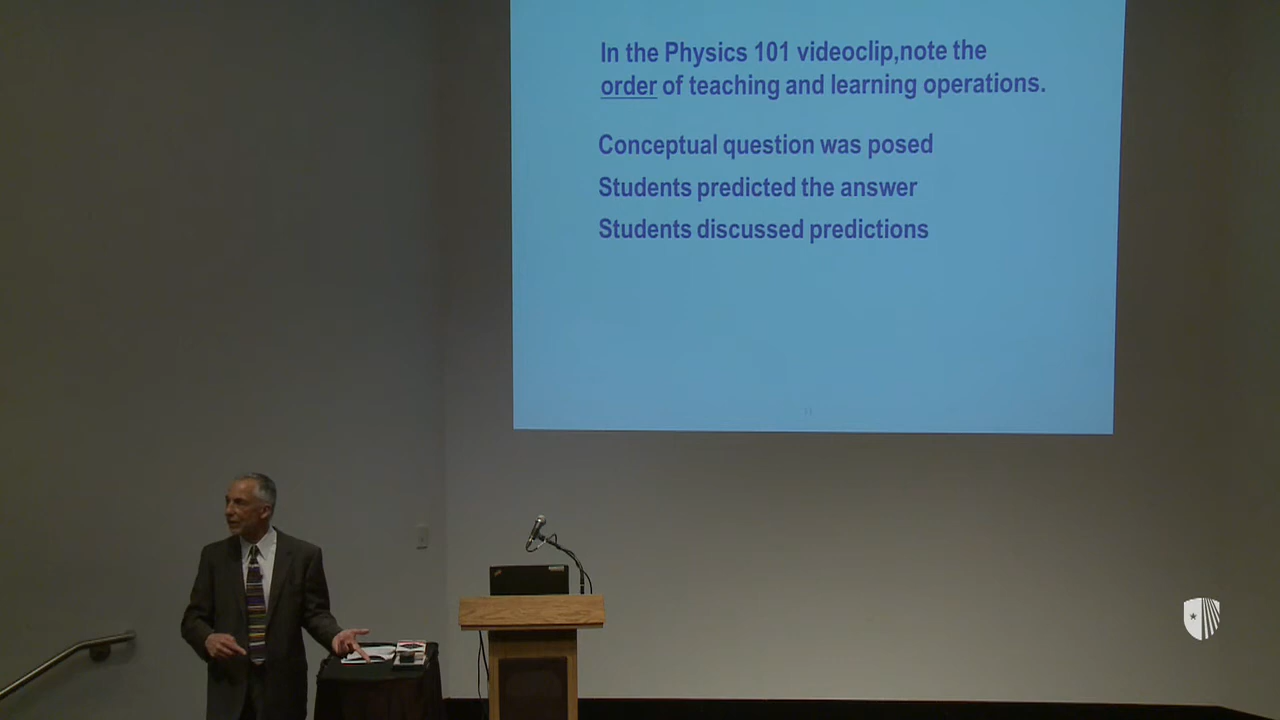 In the Physics 101 videoclip,note the
order of teaching and learning operations.
Conceptual question was posed
Students predicted the answer
Students discussed predictions